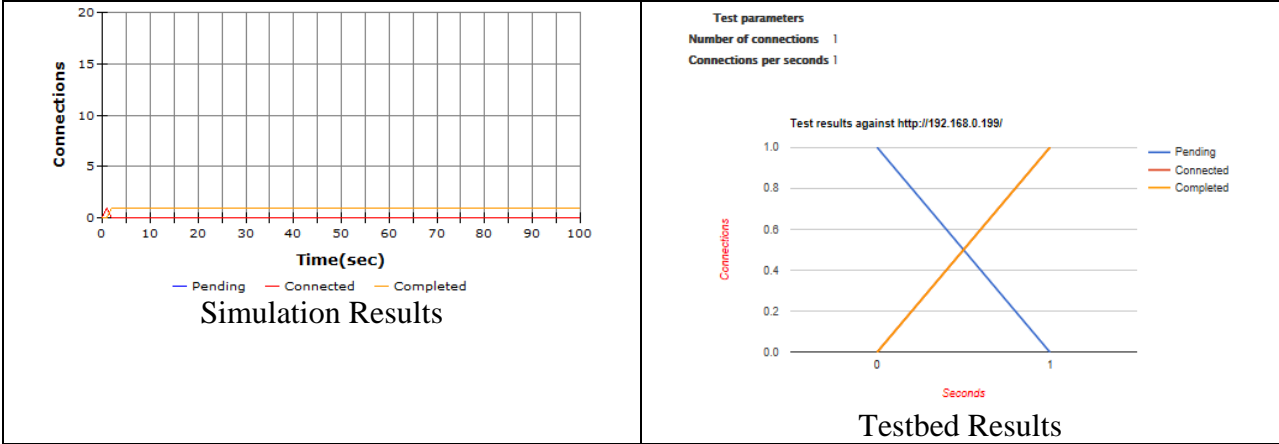 20
15
10
5
0
Connections
0 10 20 30 40 50 60 70 80 90 100
Time(sec)
Pending Connected Completed
Simulation Results
Test parameters
Number of connections 1
Connections per seconds 1
Test results against http://192.168.0.199/
1.0
0.8
0.6
0.4
0.2
0.0
Connections
0 1
Seconds
Pending
Connected
Completed
Testbed Results